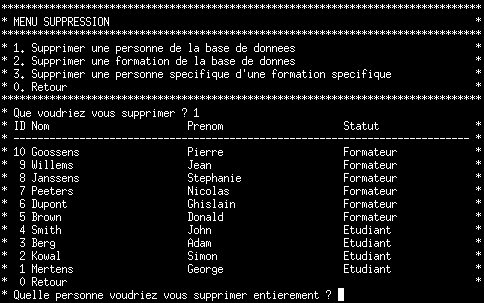 *****************************************************************************
* MENU SUPPRESSION
*****************************************************************************
* 1. Supprimer une personne de la base de donnees
* 2. Supprimer une formation de la base de donnes
* 3. Supprimer une personne specifique d'une formation specifique
* 0. Retour
*****************************************************************************
* Que voudriez vous supprimer ? 1
* ID Nom Prenom Statut
* ---------------------------------------------------------------------------
* 10 Goossens Pierre Formateur *
* 9 Willems Jean Formateur *
* 8 Janssens Stephanie Formateur *
* 7 Peeters Nicolas Formateur *
* 6 Dupont Ghislain Formateur *
* 5 Brown Donald Formateur *
* 4 Smith John Etudiant *
* 3 Berg Adam Etudiant *
* 2 Kowal Simon Etudiant *
* 1 Mertens George Etudiant *
* 0 Retour *
* Quelle personne voudriez vous supprimer entierement ?